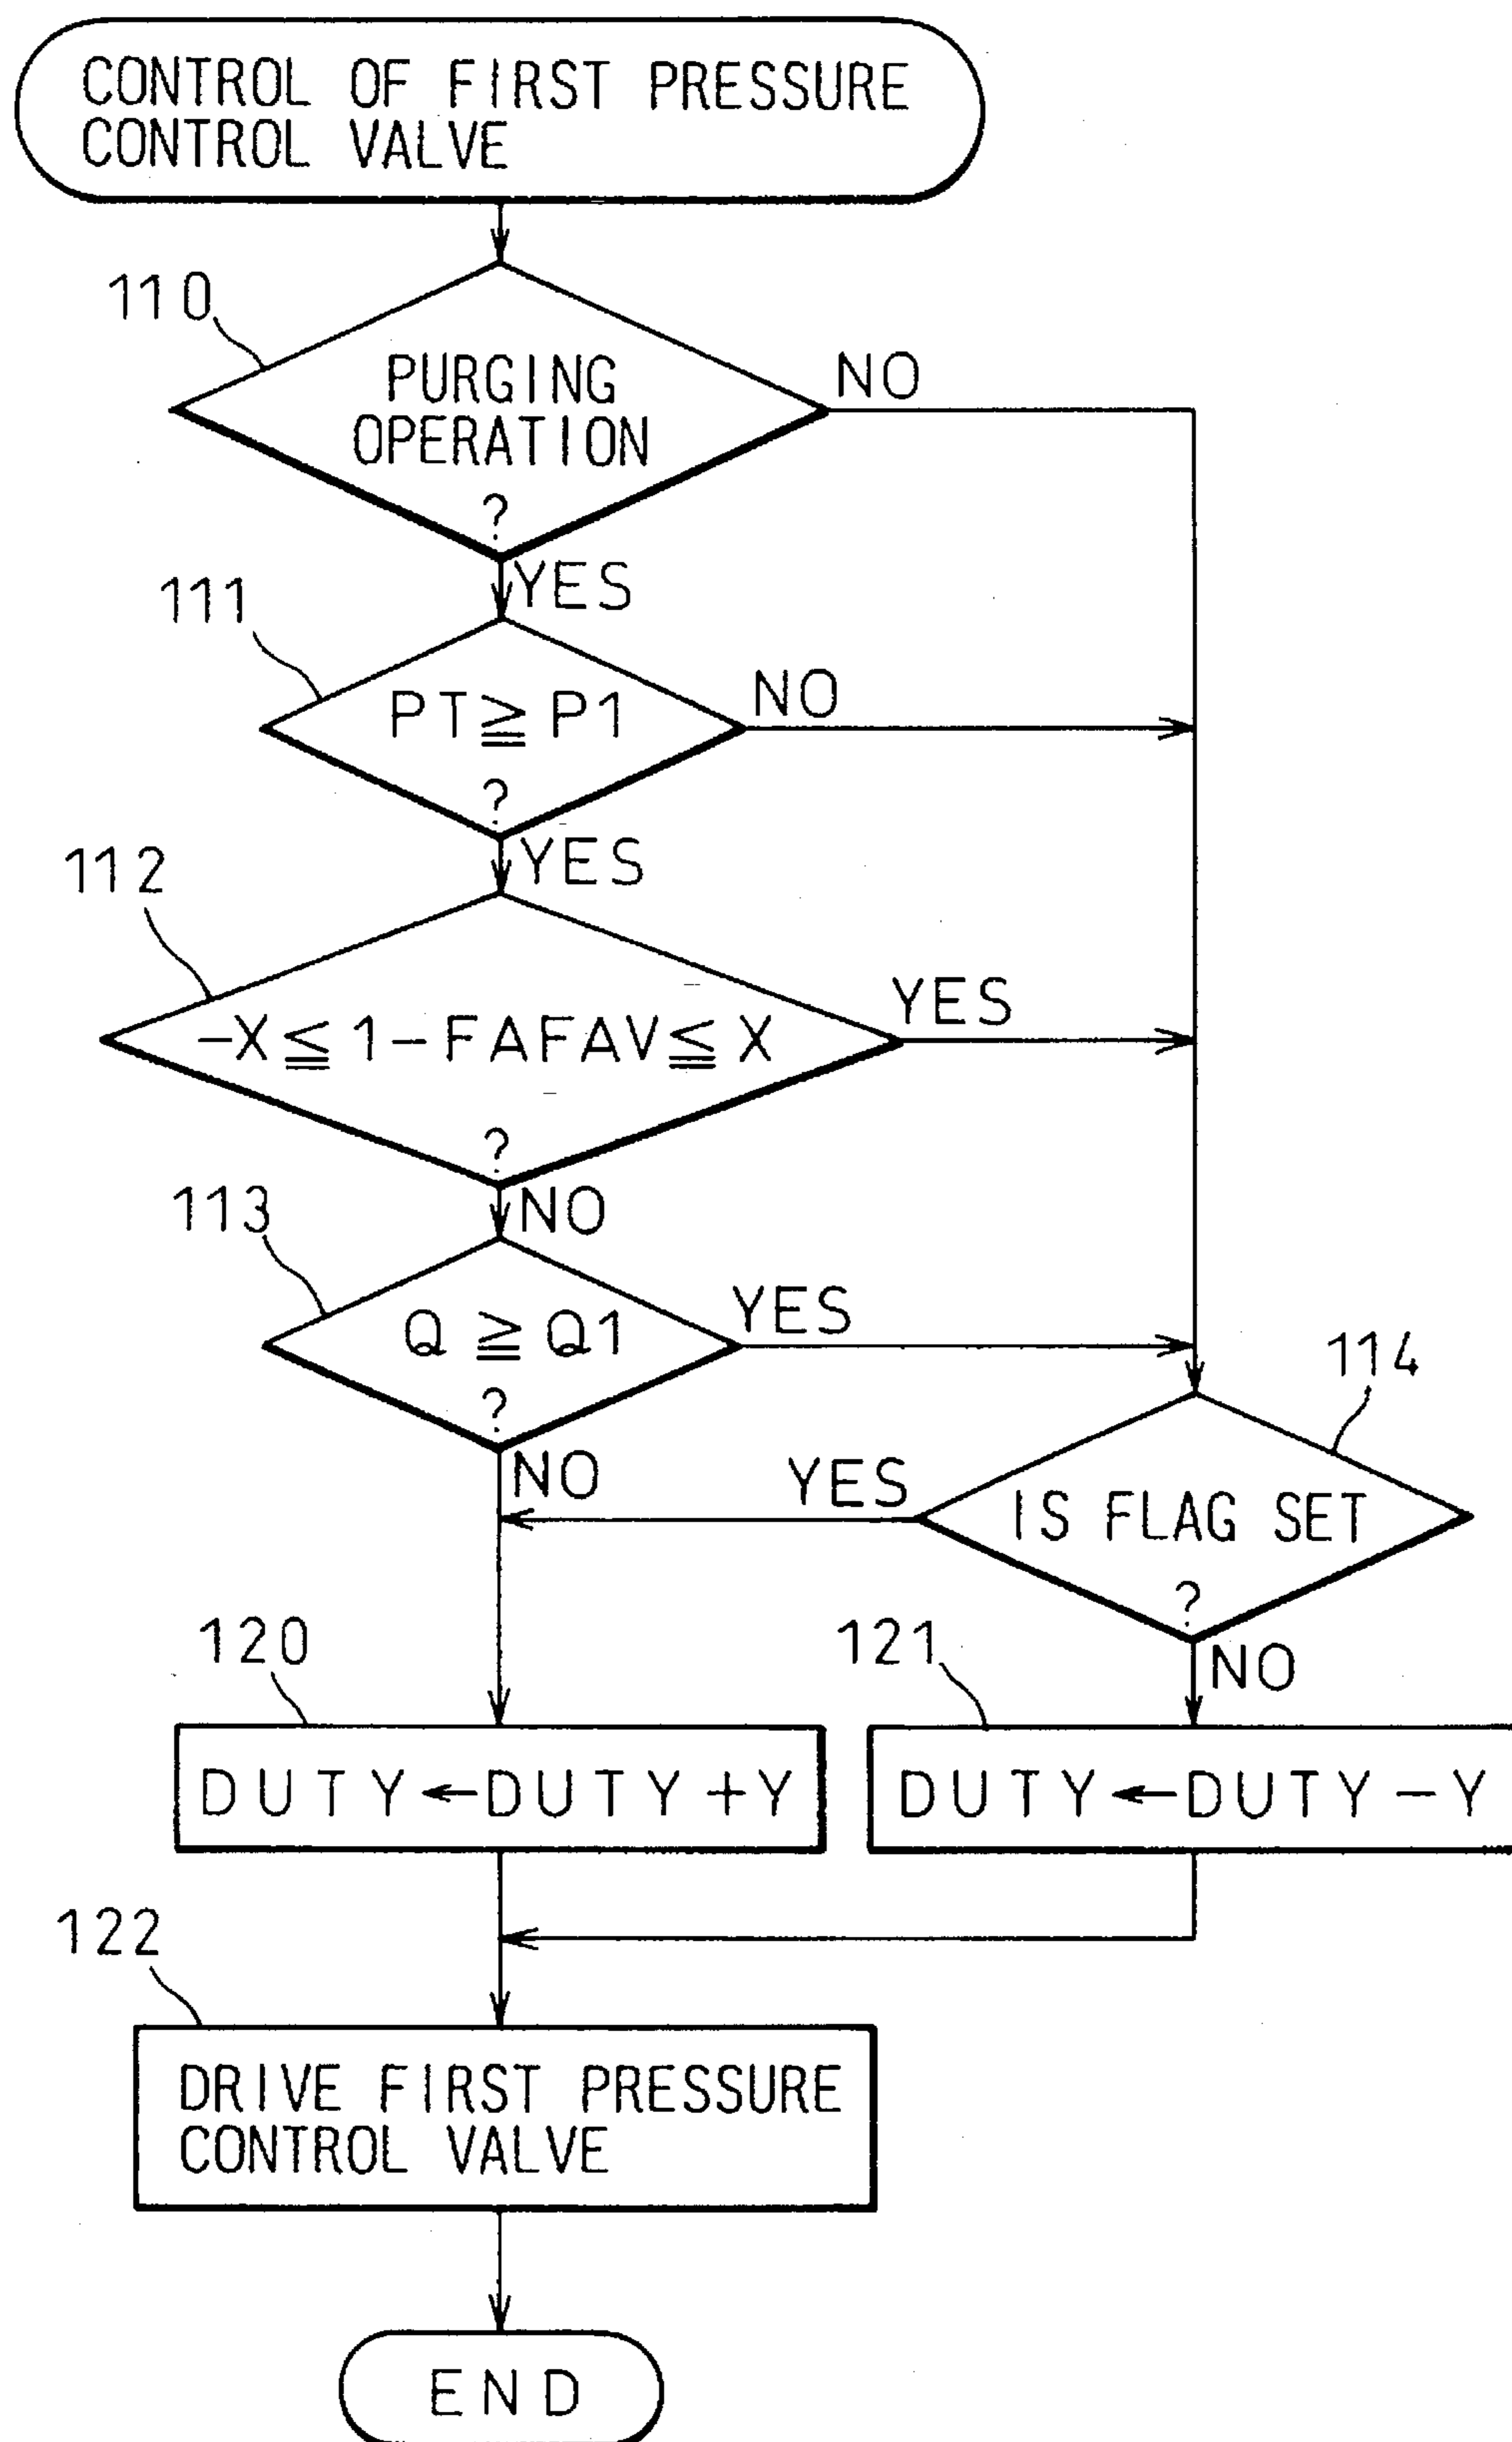 CONTROL OF FIRST PRESSURE
CONTROL VALVE
110
PURGING
OPERATION
?
NO
YES
111
PT≧P1
?
NO
YES
112
-X≦1-FAFAV≦X
?
YES
NO
113
Q≧Q1
?
YES
NO
114
IS FLAG SET
?
YES
NO
120
DUTY←DUTY+Y
121
DUTY←DUTY-Y
122
DRIVE FIRST PRESSURE
CONTROL VALVE
END